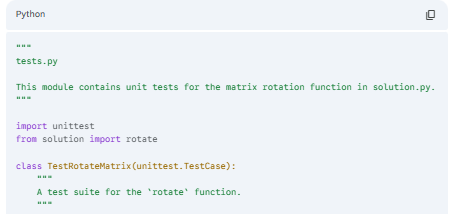 Python
"""
tests.py
This module contains unit tests for the matrix rotation function in solution.py.
"""
import unittest
from solution import rotate
class TestRotateMatrix(unittest.TestCase):
    """
    A test suite for the `rotate` function.
    """